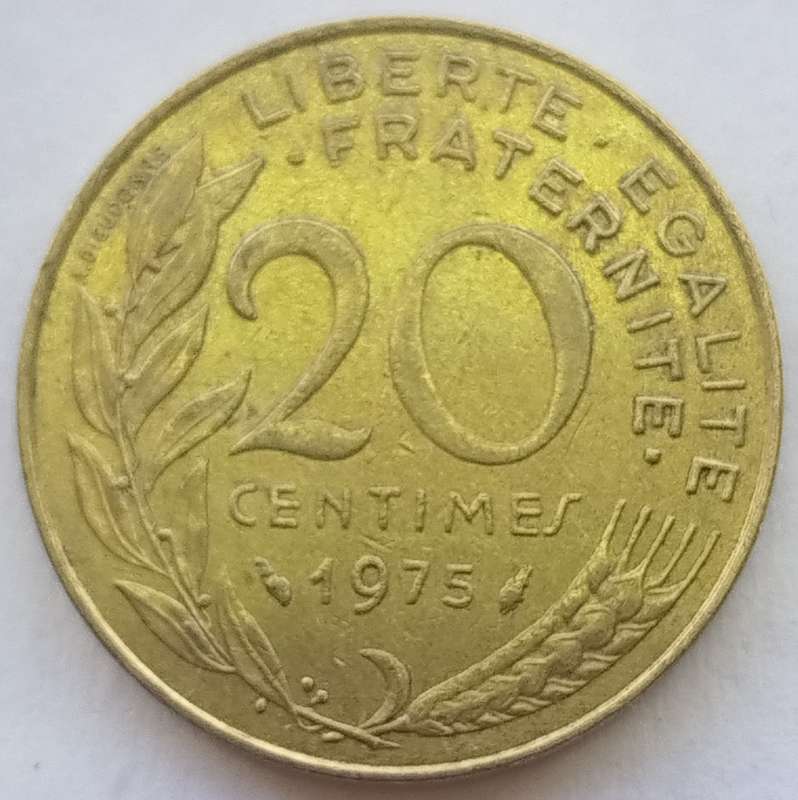 LIBERTE · EGALITE
· FRATERNITE ·
20
CENTIMES
1975